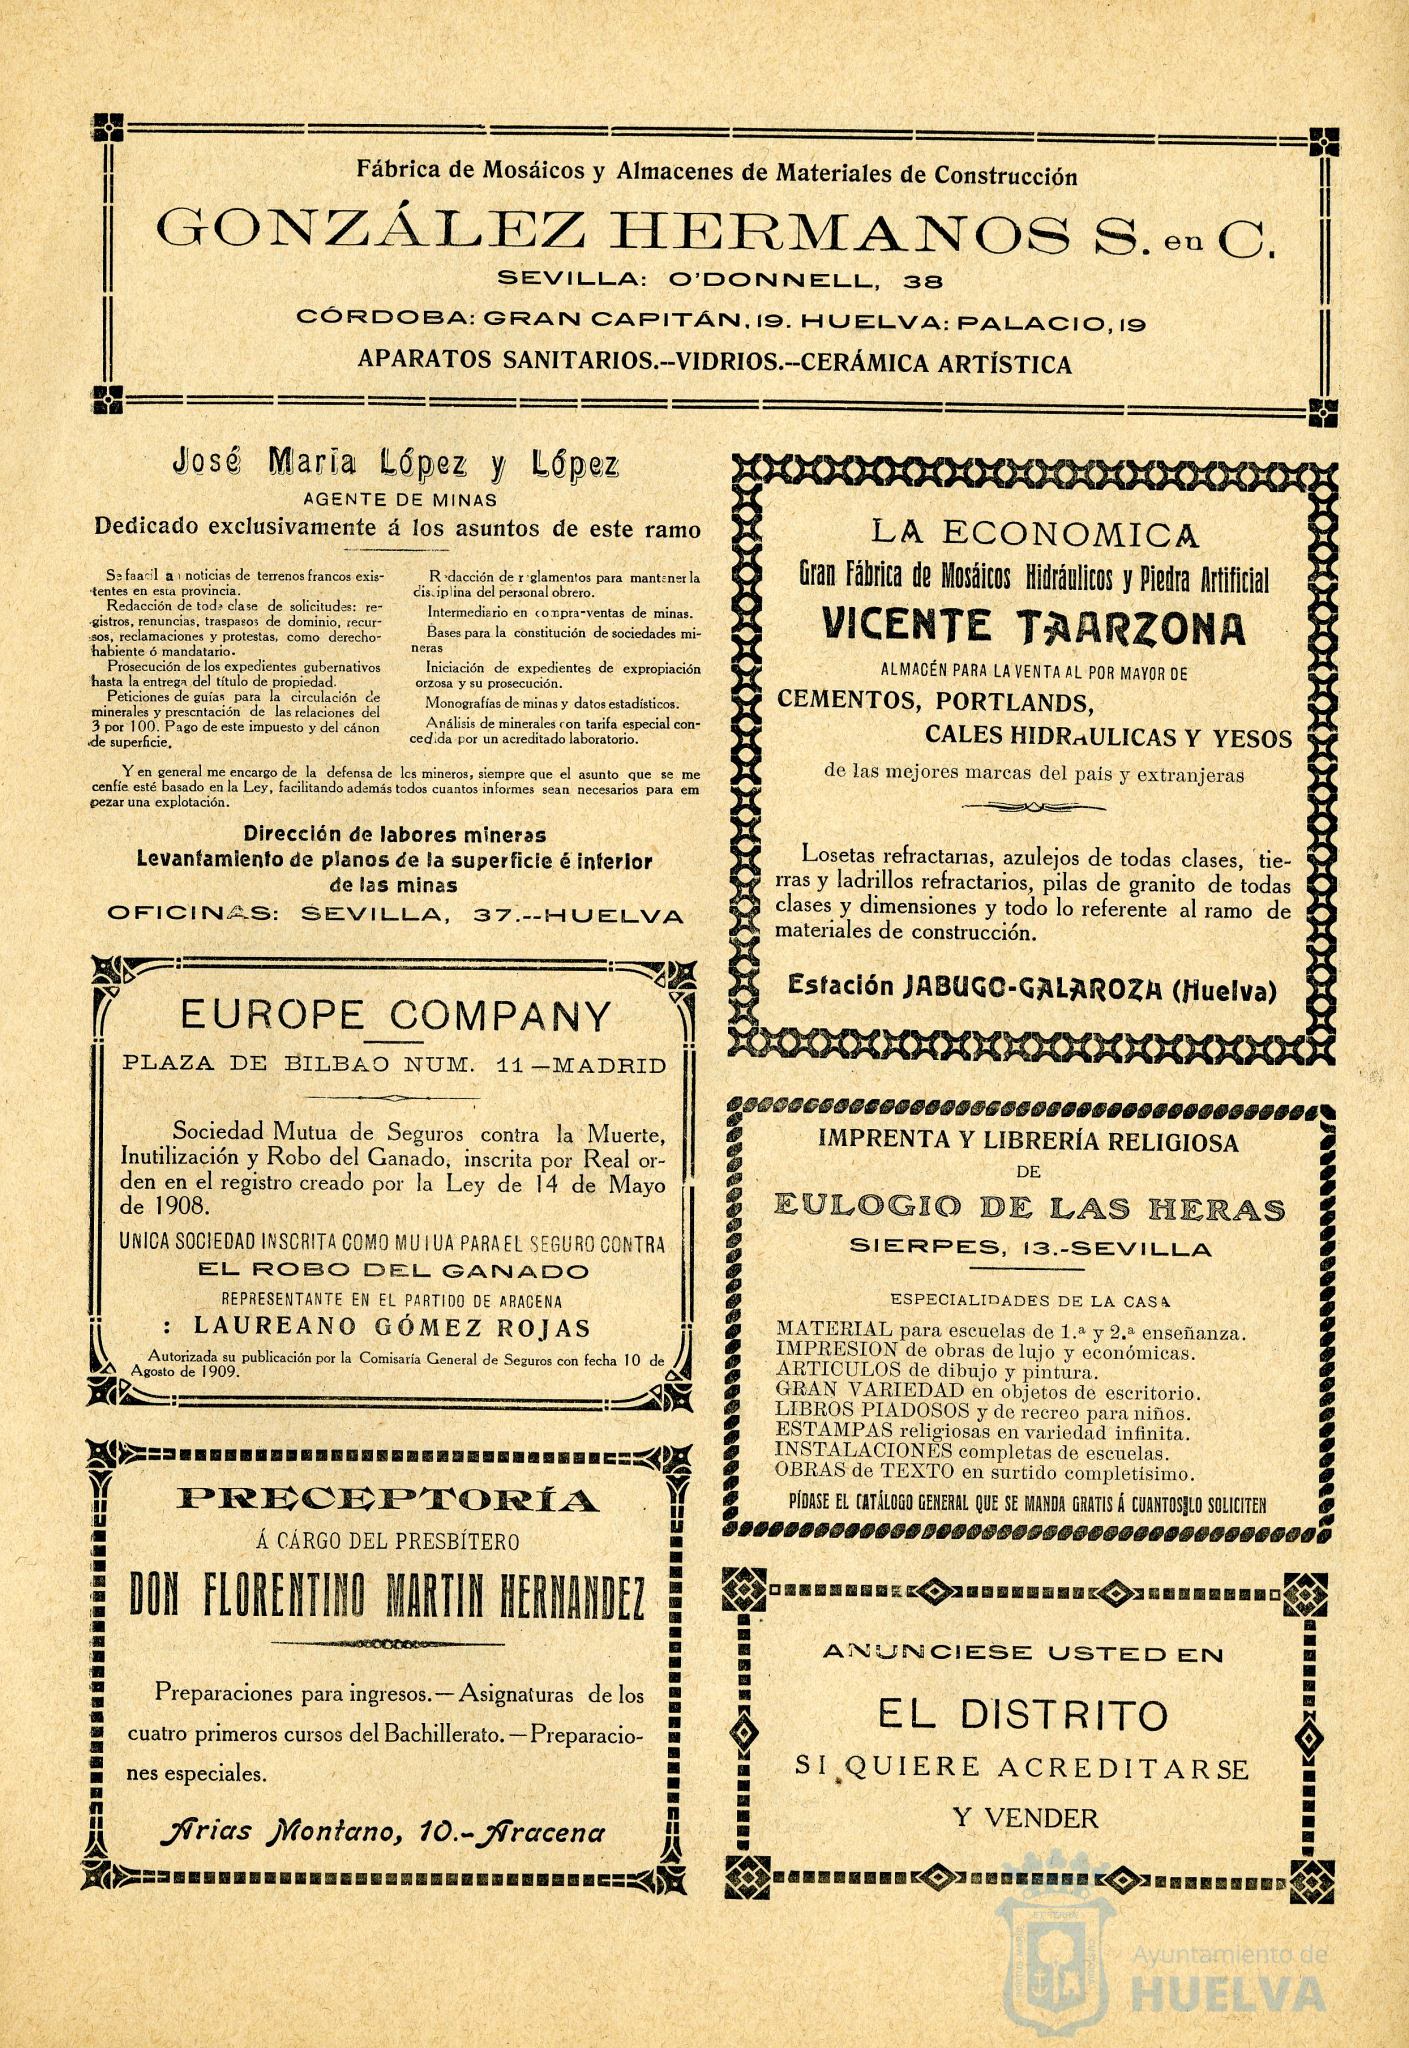 Fábrica de Mosáicos y Almacenes de Materiales de Construcción
GONZÁLEZ HERMANOS S. en C.
SEVILLA: O'DONNELL, 38
CÓRDOBA: GRAN CAPITÁN, 19. HUELVA: PALACIO, 19
APARATOS SANITARIOS.--VIDRIOS.--CERÁMICA ARTÍSTICA
José Maria López y López
AGENTE DE MINAS
Dedicado exclusivamente á los asuntos de este ramo
noticias de terrenos francos exis-
tentes en esta provincia.
Redacción de toda clase de solicitudes: re-
gistros, renuncias, traspasos de dominio, recur-
sos, reclamaciones y protestas, como derecho-
habiente ó mandatario.
Prosecución de los expedientes gubernativos
hasta la entrega del título de propiedad.
Peticiones de guías para la circulación de
minerales y presentación de las relaciones del
3 por 100. Pago de este impuesto y del cánon
de superficie.
Redacción de reglamentos para mantener la
disciplina del personal obrero.
Intermediario en compra-ventas de minas.
Bases para la constitución de sociedades mi-
neras
Iniciación de expedientes de expropiación
orzosa y su prosecución.
Monografías de minas y datos estadísticos.
Análisis de minerales con tarifa especial con-
cedida por un acreditado laboratorio.
Y en general me encargo de la defensa de los mineros, siempre que el asunto que se me
cenfíe esté basado en la Ley, facilitando además todos cuantos informes sean necesarios para em
pezar una explotación.
Dirección de labores mineras
Levantamiento de planos de la superficie é interior
de las minas
OFICINAS: SEVILLA, 37.--HUELVA
LA ECONOMICA
Gran Fábrica de Mosáicos Hidráulicos y Piedra Artificial
VICENTE TAARZONA
ALMACÉN PARA LA VENTA AL POR MAYOR DE
CEMENTOS, PORTLANDS,
CALES HIDRAULICAS Y YESOS
de las mejores marcas del país y extranjeras
Losetas refractarias, azulejos de todas clases, tie-
rras y ladrillos refractarios, pilas de granito de todas
clases y dimensiones y todo lo referente al ramo de
materiales de construcción.
Estación JABUGO-GALAROZA (Huelva)
EUROPE COMPANY
PLAZA DE BILBAO NUM. 11—MADRID
Sociedad Mutua de Seguros contra la Muerte,
Inutilización y Robo del Ganado, inscrita por Real or-
den en el registro creado por la Ley de 14 de Mayo
de 1908.
UNICA SOCIEDAD INSCRITA COMO MUTUA PARA EL SEGURO CONTRA
EL ROBO DEL GANADO
REPRESENTANTE EN EL PARTIDO DE ARACENA
: LAUREANO GÓMEZ ROJAS
Autorizada su publicación por la Comisaría General de Seguros con fecha 10 de
Agosto de 1909.
IMPRENTA Y LIBRERÍA RELIGIOSA
DE
EULOGIO DE LAS HERAS
SIERPES, 13.-SEVILLA
ESPECIALIDADES DE LA CASA
MATERIAL para escuelas de 1.ª y 2.ª enseñanza.
IMPRESION de obras de lujo y económicas.
ARTICULOS de dibujo y pintura.
GRAN VARIEDAD en objetos de escritorio.
LIBROS PIADOSOS y de recreo para niños.
ESTAMPAS religiosas en variedad infinita.
INSTALACIONES completas de escuelas.
OBRAS de TEXTO en surtido completísimo.
PÍDASE EL CATÁLOGO GENERAL QUE SE MANDA GRATIS Á CUANTOS LO SOLICITEN
PRECEPTORÍA
Á CÁRGO DEL PRESBÍTERO
DON FLORENTINO MARTIN HERNANDEZ
Preparaciones para ingresos.—Asignaturas de los
cuatro primeros cursos del Bachillerato.—Preparacio-
nes especiales.
Arias Montano, 10.-Aracena
ANUNCIESE USTED EN
EL DISTRITO
SI QUIERE ACREDITARSE
Y VENDER
Ayuntamiento de
HUELVA